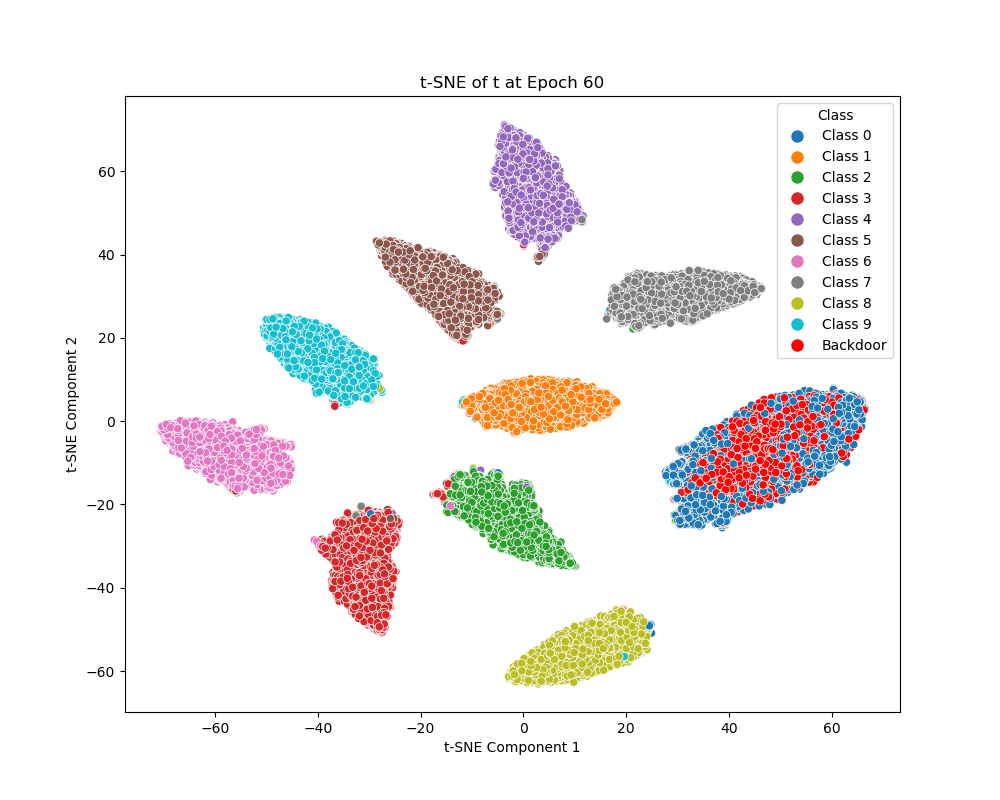 t-SNE of t at Epoch 60
Class
Class 0
Class 1
Class 2
Class 3
Class 4
Class 5
Class 6
Class 7
Class 8
Class 9
Backdoor
60
40
20
0
−20
−40
−60
t-SNE Component 2
−60
−40
−20
0
20
40
60
t-SNE Component 1